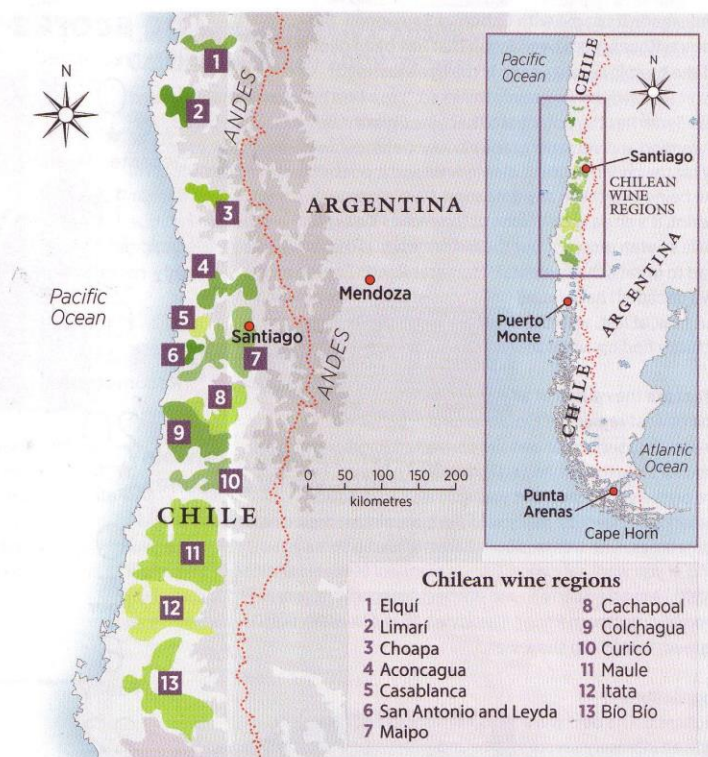 N
1
2
3
4
5
6
7
8
9
10
11
12
13
ANDES
ARGENTINA
Mendoza
Pacific
Ocean
Santiago
ANDES
0 50 100 150 200
kilometres
CHILE
Pacific
Ocean
CHILE
N
Santiago
CHILEAN
WINE
REGIONS
ARGENTINA
Puerto
Monte
CHILE
Atlantic
Ocean
Punta
Arenas
Cape Horn
Chilean wine regions
1 Elquí
2 Limarí
3 Choapa
4 Aconcagua
5 Casablanca
6 San Antonio and Leyda
7 Maipo
8 Cachapoal
9 Colchagua
10 Curicó
11 Maule
12 Itata
13 Bío Bío